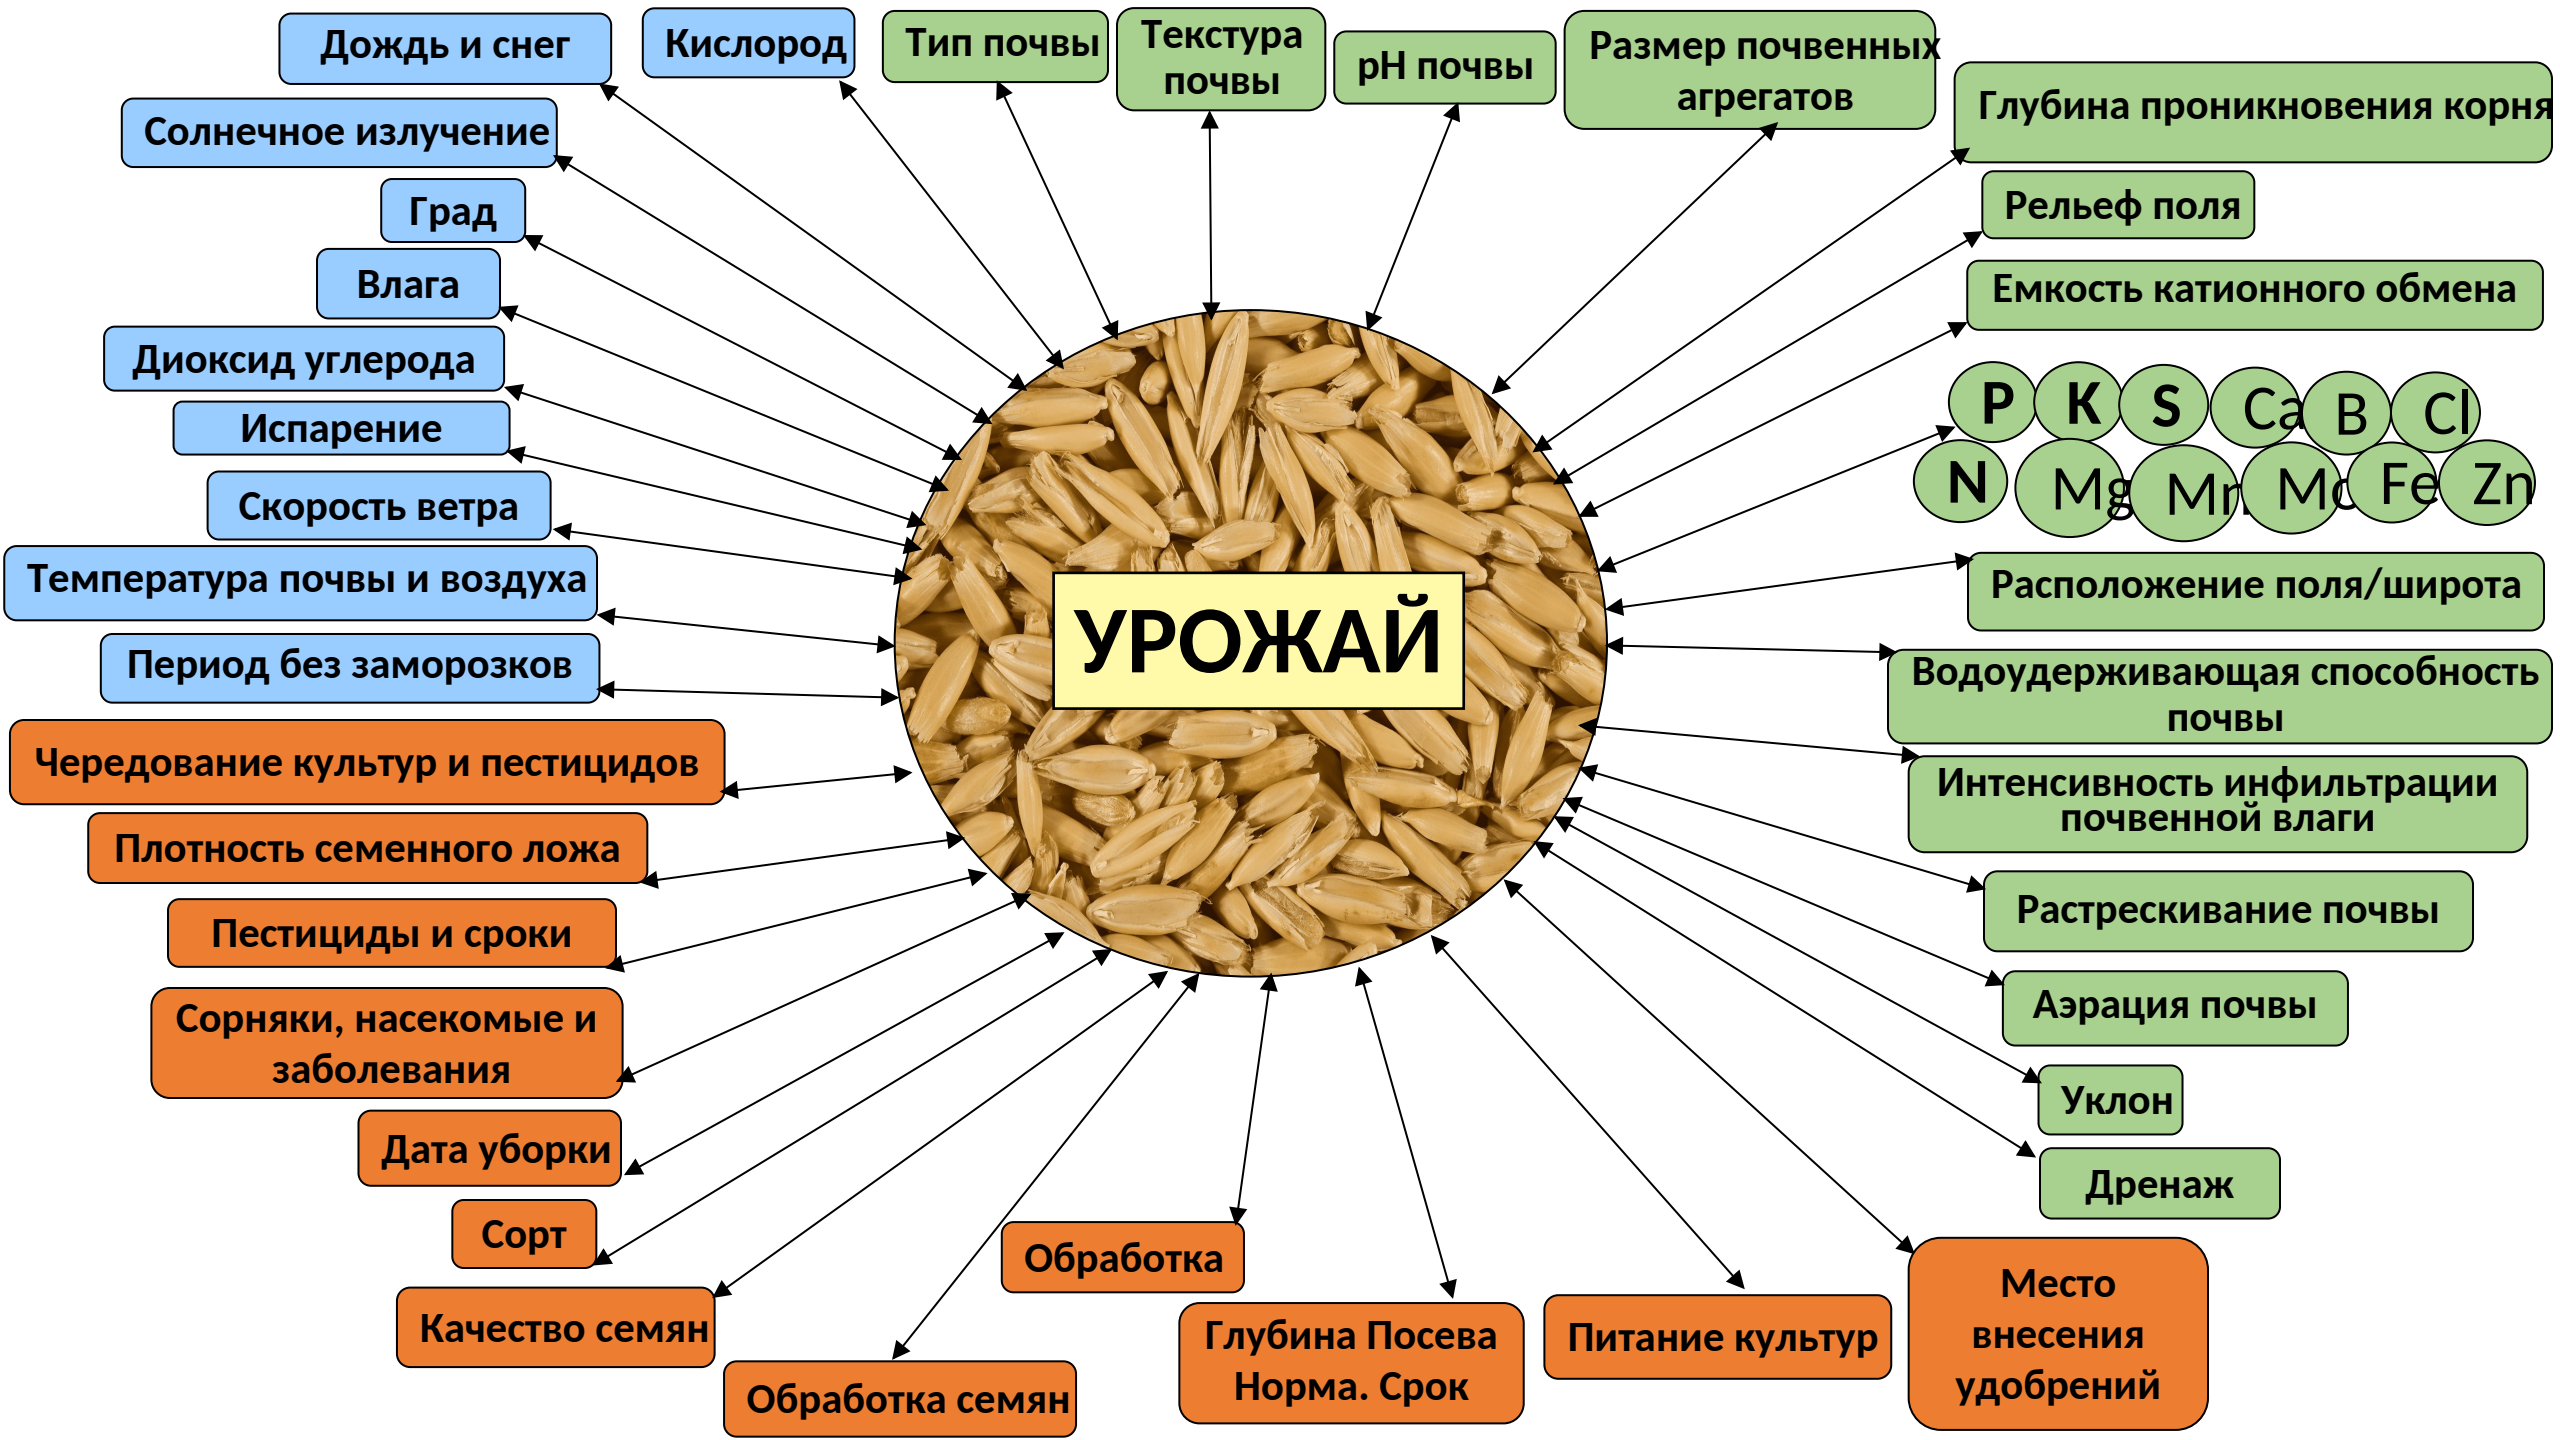 Дождь и снег
Кислород
Тип почвы
Текстура
почвы
pH почвы
Размер почвенных
агрегатов
Глубина проникновения корня
Солнечное излучение
Град
Рельеф поля
Влага
Емкость катионного обмена
Диоксид углерода
P K S Ca B Cl
Испарение
N Mg Mn Mo Fe Zn
Скорость ветра
Температура почвы и воздуха
Расположение поля/широта
УРОЖАЙ
Период без заморозков
Водоудерживающая способность
почвы
Чередование культур и пестицидов
Интенсивность инфильтрации
почвенной влаги
Плотность семенного ложа
Растрескивание почвы
Пестициды и сроки
Аэрация почвы
Сорняки, насекомые и
заболевания
Уклон
Дата уборки
Дренаж
Сорт
Обработка
Место
внесения
удобрений
Качество семян
Глубина Посева
Норма. Срок
Питание культур
Обработка семян